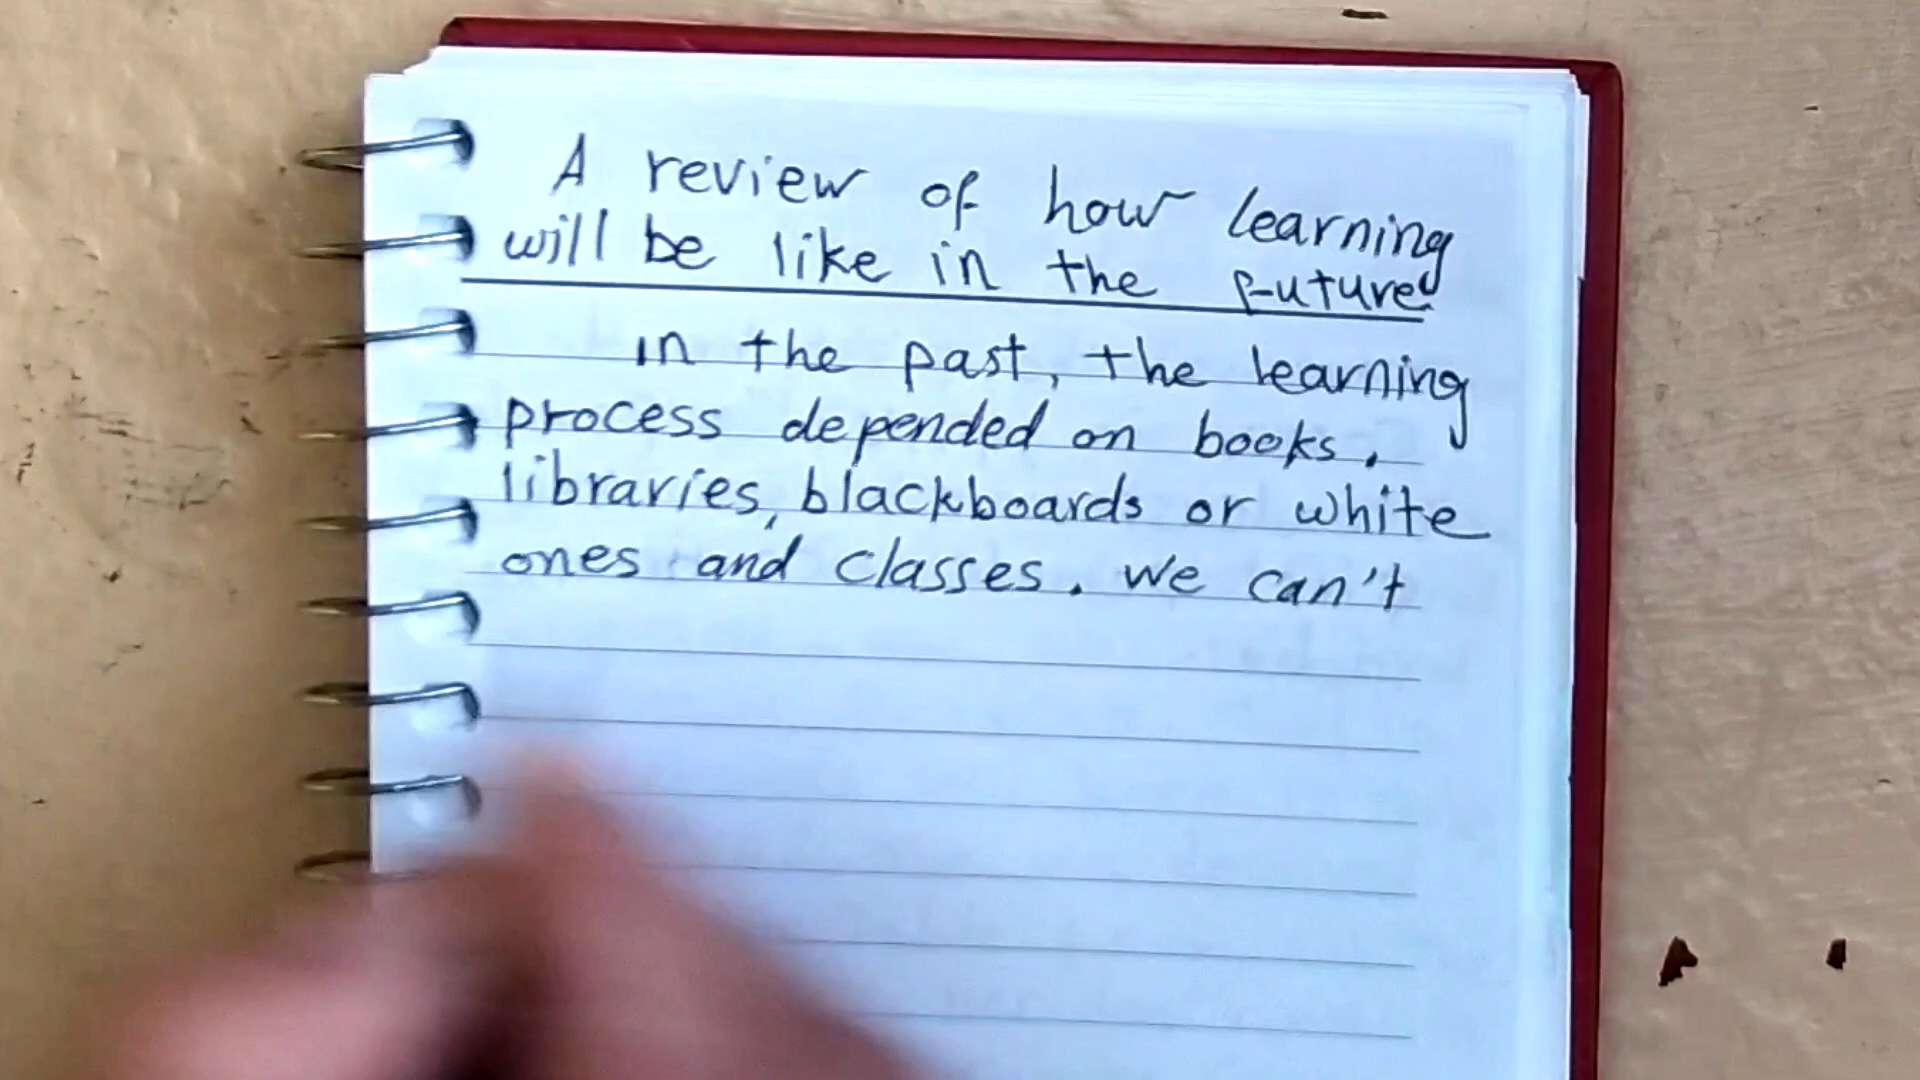 A review of how learning
will be like in the future
in the past, the learning
process depended on books.
libraries, blackboards or white
ones and classes. we can't